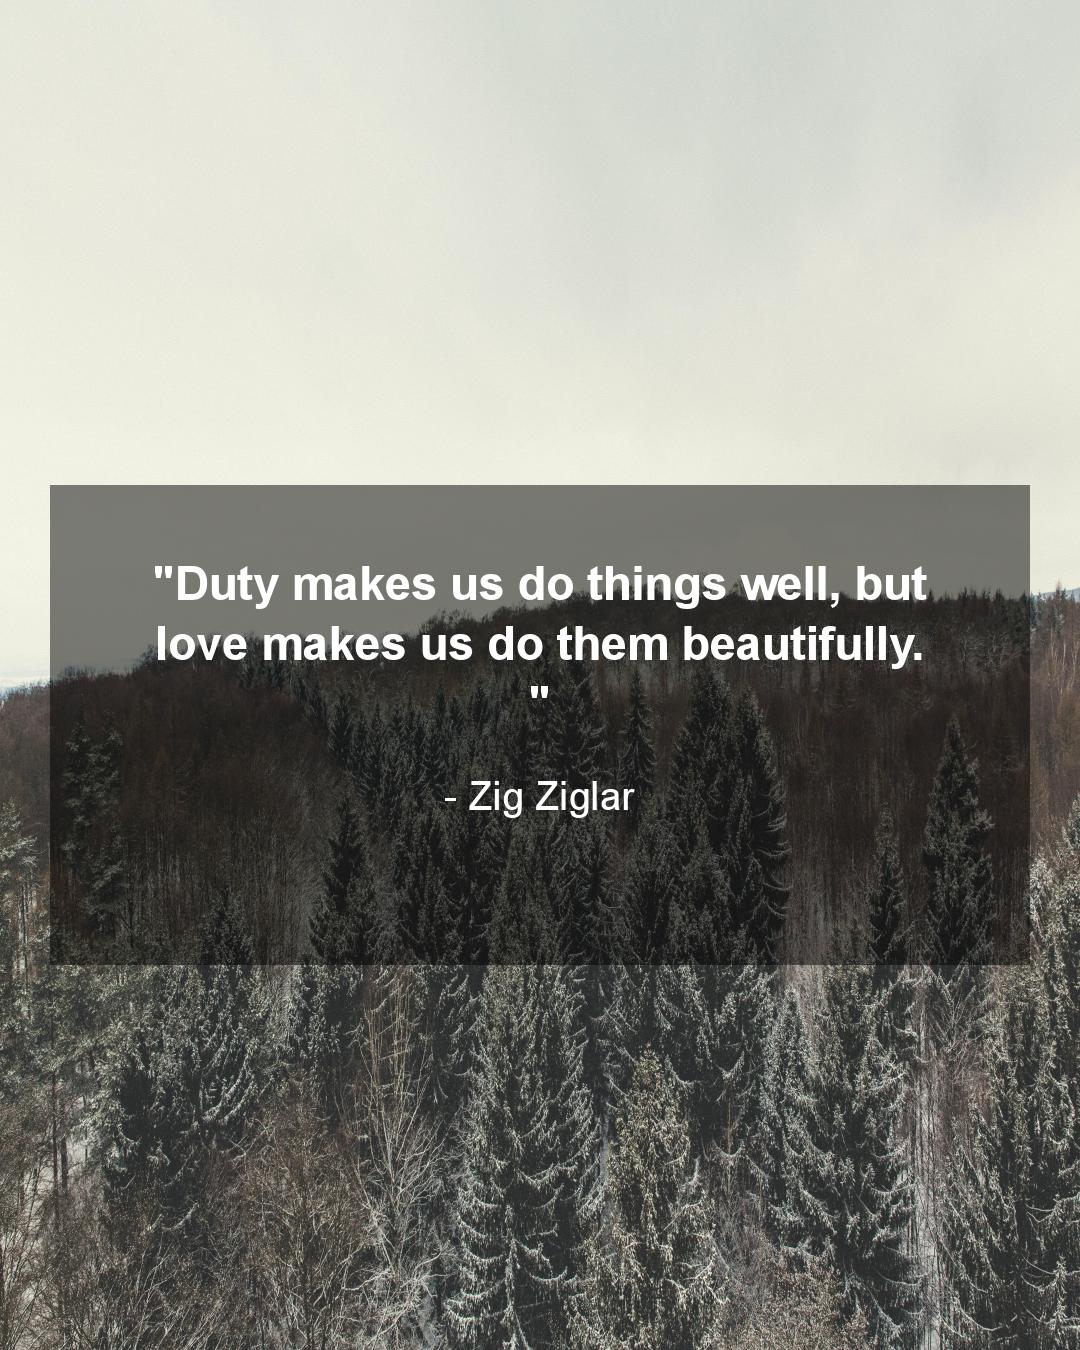 "Duty makes us do things well, but
love makes us do them beautifully.
"
- Zig Ziglar